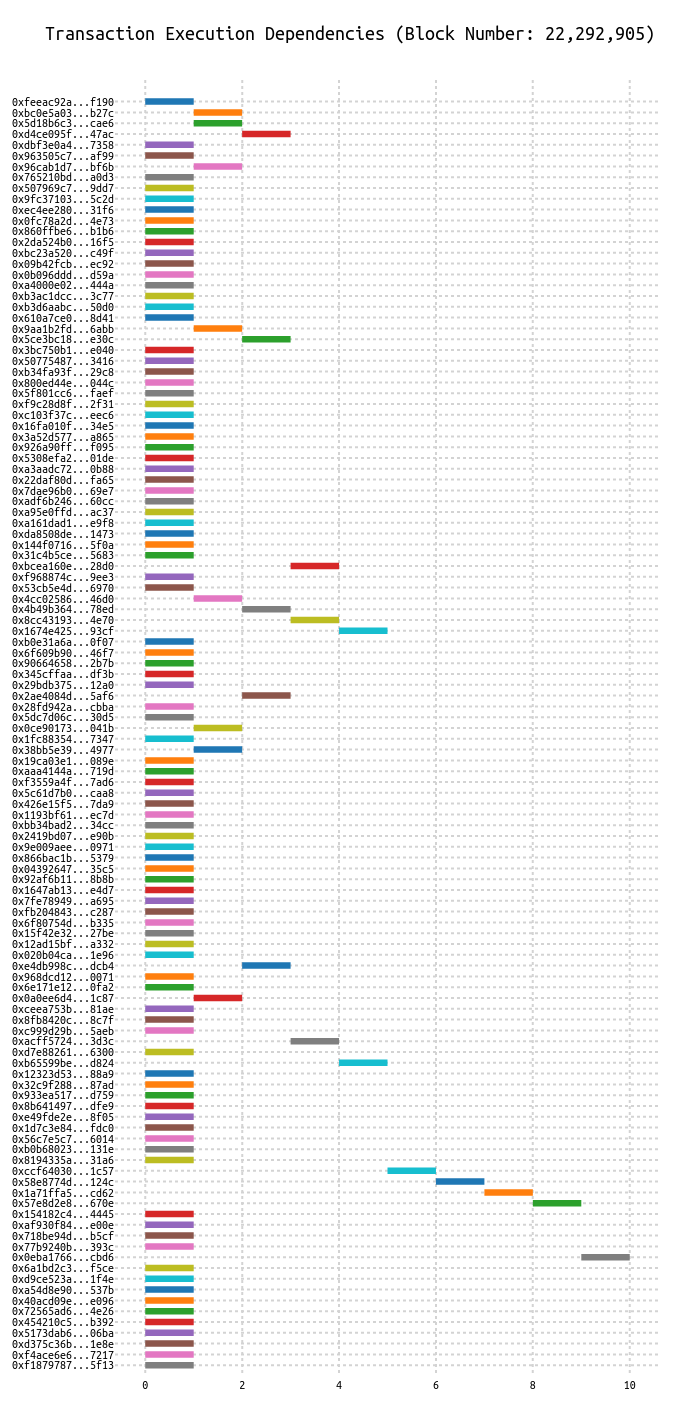 Transaction Execution Dependencies (Block Number: 22,292,905)
0xfeeac92a...f190
0xbc0e5a03...b27c
0x5d18b6c3...cae6
0xd4ce095f...47ac
0xdbf3e0a4...7358
0x963505c7...af99
0x96cab1d7...bf6b
0x765210bd...a0d3
0x507969c7...9dd7
0x9fc37103...5c2d
0xec4ee280...31f6
0x0fc78a2d...4e73
0x860ffbe6...b1b6
0x2da524b0...16f5
0xbc23a520...c49f
0x09b42fcb...ec92
0x0b096ddd...d59a
0xa4000e02...444a
0xb3ac1dcc...3c77
0xb3d6aabc...50d0
0x610a7ce0...8d41
0x9aa1b2fd...6abb
0x5ce3bc18...e30c
0x3bc750b1...e040
0x50775487...3416
0xb34fa93f...29c8
0x800ed44e...044c
0x5f801cc6...faef
0xf9c28d8f...2f31
0xc103f37c...eec6
0x16fa010f...34e5
0x3a52d577...a865
0x926a90ff...f095
0x5308efa2...01de
0xa3aadc72...0b88
0x22daf80d...fa65
0x7dae96b0...69e7
0xadf6b246...60cc
0xa95e0ffd...ac37
0xa161dad1...e9f8
0xda8508de...1473
0x144f0716...5f0a
0x31c4b5ce...5683
0xbcea160e...28d0
0xf968874c...9ee3
0x53cb5e4d...6970
0x4cc02586...46d0
0x4b49b364...78ed
0x8cc43193...4e70
0x1674e425...93cf
0xb0e31a6a...0f07
0x6f609b90...46f7
0x90664658...2b7b
0x345cffaa...df3b
0x29bdb375...12a0
0x2ae4084d...5af6
0x28fd942a...cbba
0x5dc7d06c...30d5
0x0ce90173...041b
0x1fc88354...7347
0x38bb5e39...4977
0x19ca03e1...089e
0xaaa4144a...719d
0xf3559a4f...7ad6
0x5c61d7b0...caa8
0x426e15f5...7da9
0x1193bf61...ec7d
0xbb34bad2...34cc
0x2419bd07...e90b
0x9e009aee...0971
0x866bac1b...5379
0x04392647...35c5
0x92af6b11...8b8b
0x1647ab13...e4d7
0x7fe78949...a695
0xfb204843...c287
0x6f80754d...b335
0x15f42e32...27be
0x12ad15bf...a332
0x020b04ca...1e96
0xe4db998c...dcb4
0x968dcd12...0071
0x6e171e12...0fa2
0x0a0ee6d4...1c87
0xceea753b...81ae
0x8fb8420c...8c7f
0xc999d29b...5aeb
0xacff5724...3d3c
0xd7e88261...6300
0xb65599be...d824
0x12323d53...88a9
0x32c9f288...87ad
0x933ea517...d759
0x8b641497...dfe9
0xe49fde2e...8f05
0x1d7c3e84...fdc0
0x56c7e5c7...6014
0xb0b68023...131e
0x8194335a...31a6
0xccf64030...1c57
0x58e8774d...124c
0x1a71ffa5...cd62
0x57e8d2e8...670e
0x154182c4...4445
0xaf930f84...e00e
0x718be94d...b5cf
0x77b9240b...393c
0x0eba1766...cbd6
0x6a1bd2c3...f5ce
0xd9ce523a...1f4e
0xa54d8e90...537b
0x40acd09e...e096
0x72565ad6...4e26
0x454210c5...b392
0x5173dab6...06ba
0xd375c36b...1e8e
0xf4ace6e6...7217
0xf1879787...5f13
0 2 4 6 8 10